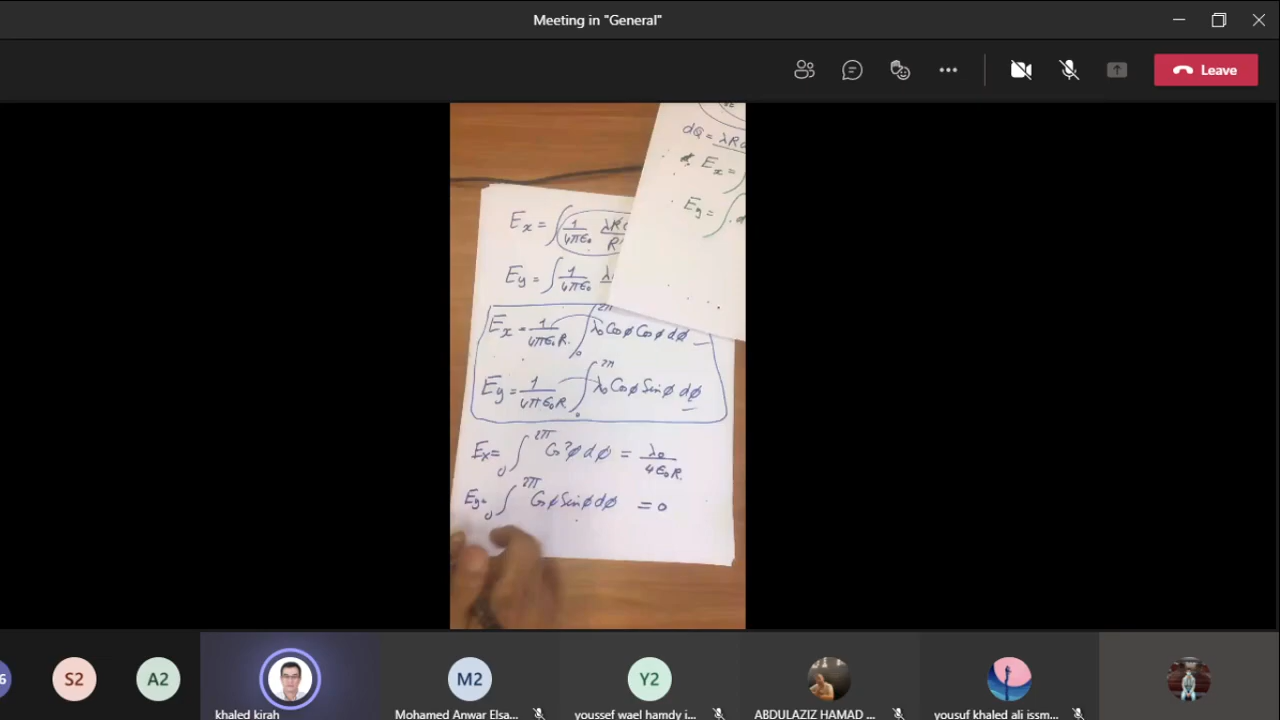 Meeting in "General"
Leave
dQ = λR
Ex =
Ey = ∫
Ex = ∫ 1/4πϵ₀
Ey = ∫ 1/4πϵ₀ λ
Ex = 1/4πϵ₀R ∫₀^2π λ₀ Cosφ Cosφ dφ
Ey = 1/4πϵ₀R ∫₀^2π λ₀ Cosφ Sinφ dφ
Ex = ∫₀^2π Cos²φ dφ = λ₀/4ϵ₀R
Ey = ∫₀^2π Cosφ Sinφ dφ = 0
6
S2
A2
M2
Y2
khaled kirah
Mohamed Anwar Elsa...
youssef wael hamdy i...
ABDULAZIZ HAMAD ...
yousuf khaled ali issm...